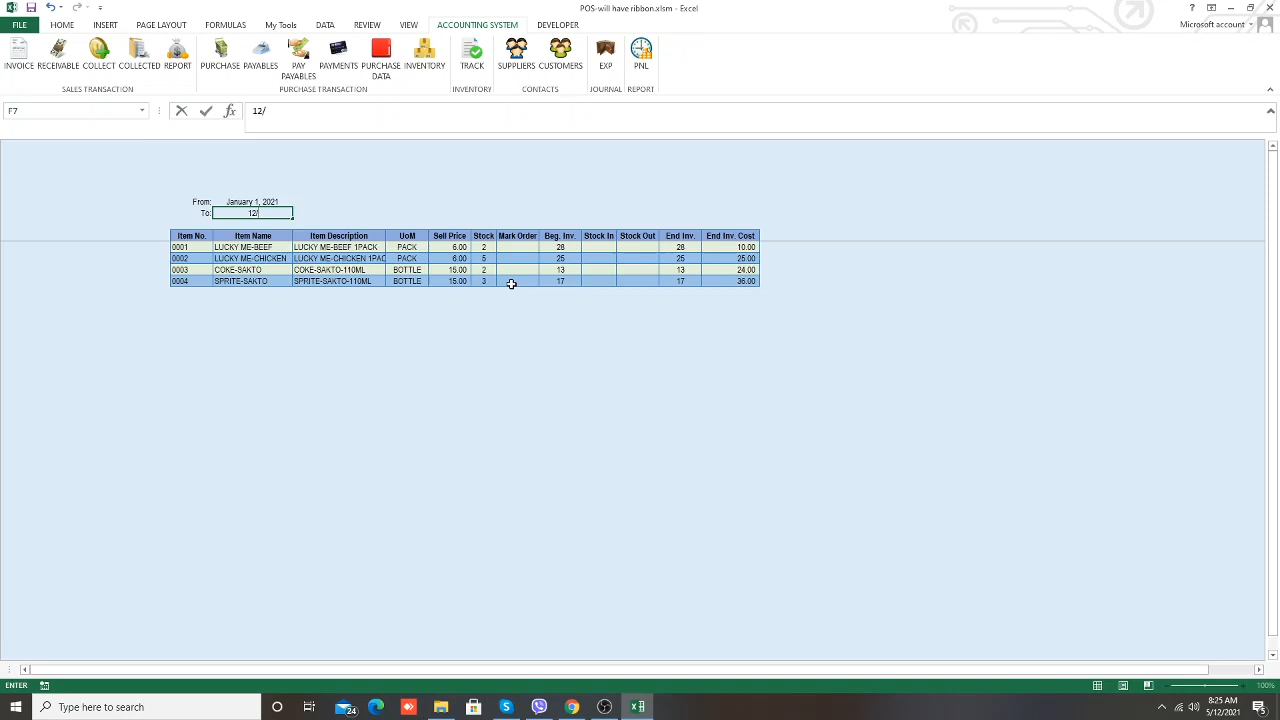 POS-will have ribbon.xlsm - Excel
FILE HOME INSERT PAGE LAYOUT FORMULAS My Tools DATA REVIEW VIEW ACCOUNTING SYSTEM DEVELOPER Microsoft account
INVOICE RECEIVABLE COLLECT COLLECTED REPORT PURCHASE PAYABLES PAY PAYABLES PAYMENTS PURCHASE DATA INVENTORY TRACK SUPPLIERS CUSTOMERS EXP PNL
SALES TRANSACTION PURCHASE TRANSACTION INVENTORY CONTACTS JOURNAL REPORT
F7 fx 12/
From: January 1, 2021
To: 12/
Item No. Item Name Item Description UoM Sell Price Stock Mark Order Beg. Inv. Stock In Stock Out End Inv. End Inv. Cost
0001 LUCKY ME-BEEF LUCKY ME-BEEF 1PACK PACK 6.00 2 28 28 10.00
0002 LUCKY ME-CHICKEN LUCKY ME-CHICKEN 1PAC PACK 6.00 5 25 25 25.00
0003 COKE-SAKTO COKE-SAKTO-110ML BOTTLE 15.00 2 13 13 24.00
0004 SPRITE-SAKTO SPRITE-SAKTO-110ML BOTTLE 15.00 3 17 17 36.00
ENTER 100%
Type here to search 24 8:25 AM
5/12/2021